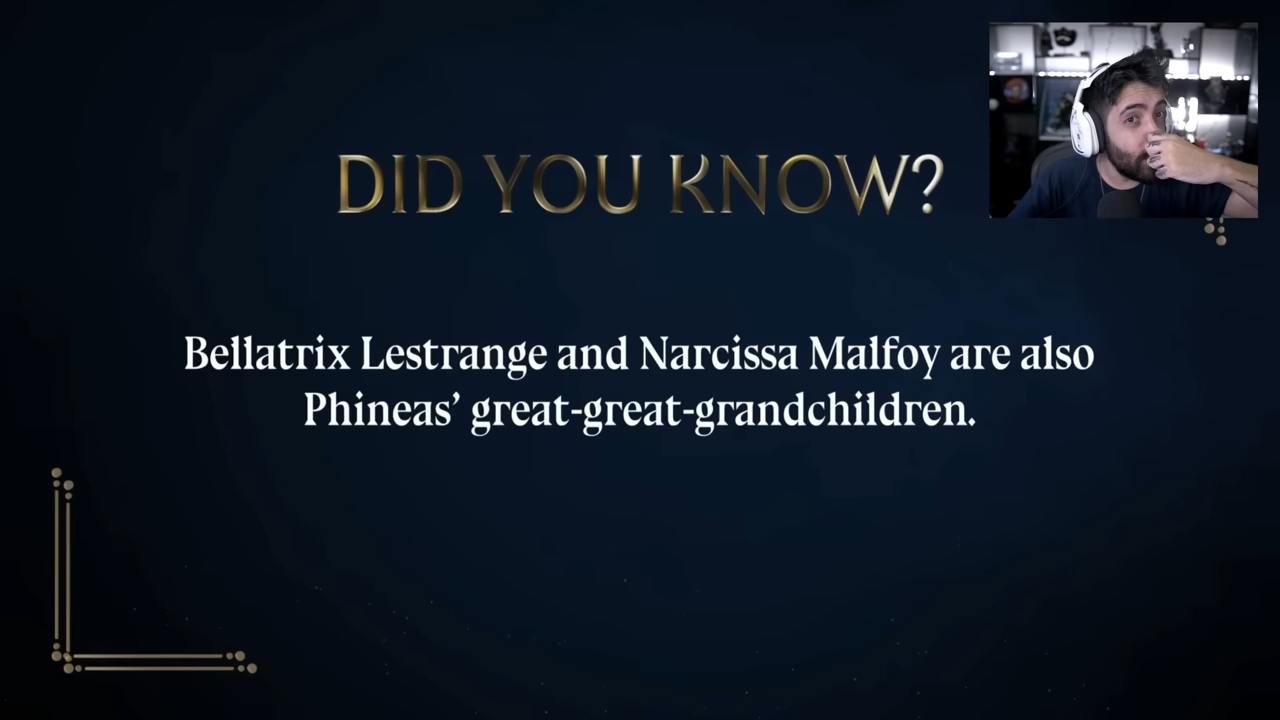 DID YOU KNOW?
Bellatrix Lestrange and Narcissa Malfoy are also
Phineas’ great-great-grandchildren.